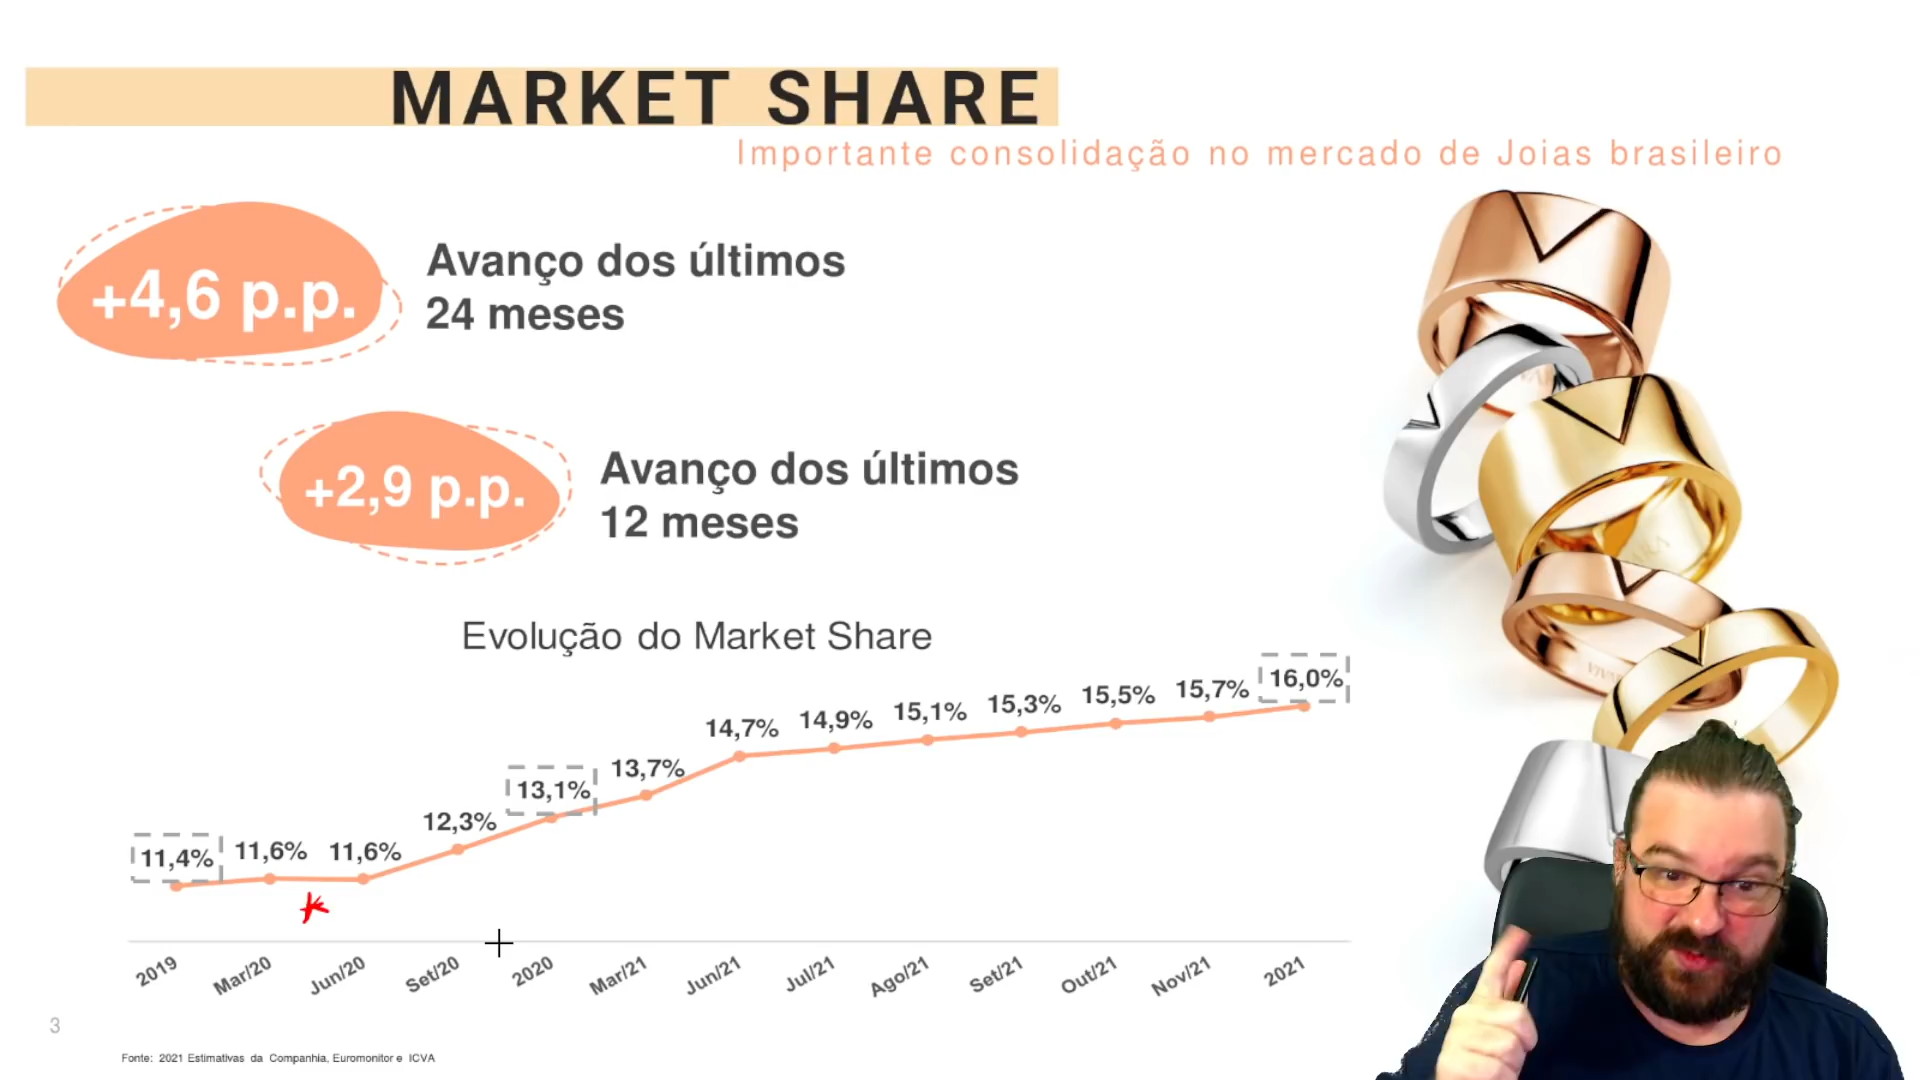 MARKET SHARE
Importante consolidação no mercado de Joias brasileiro
+4,6 p.p.
Avanço dos últimos
24 meses
+2,9 p.p.
Avanço dos últimos
12 meses
Evolução do Market Share
11,4% 11,6% 11,6% 12,3% 13,1% 13,7% 14,7% 14,9% 15,1% 15,3% 15,5% 15,7% 16,0%
2019 Mar/20 Jun/20 Set/20 2020 Mar/21 Jun/21 Jul/21 Ago/21 Set/21 Out/21 Nov/21 2021
3
Fonte: 2021 Estimativas da Companhia, Euromonitor e ICVA